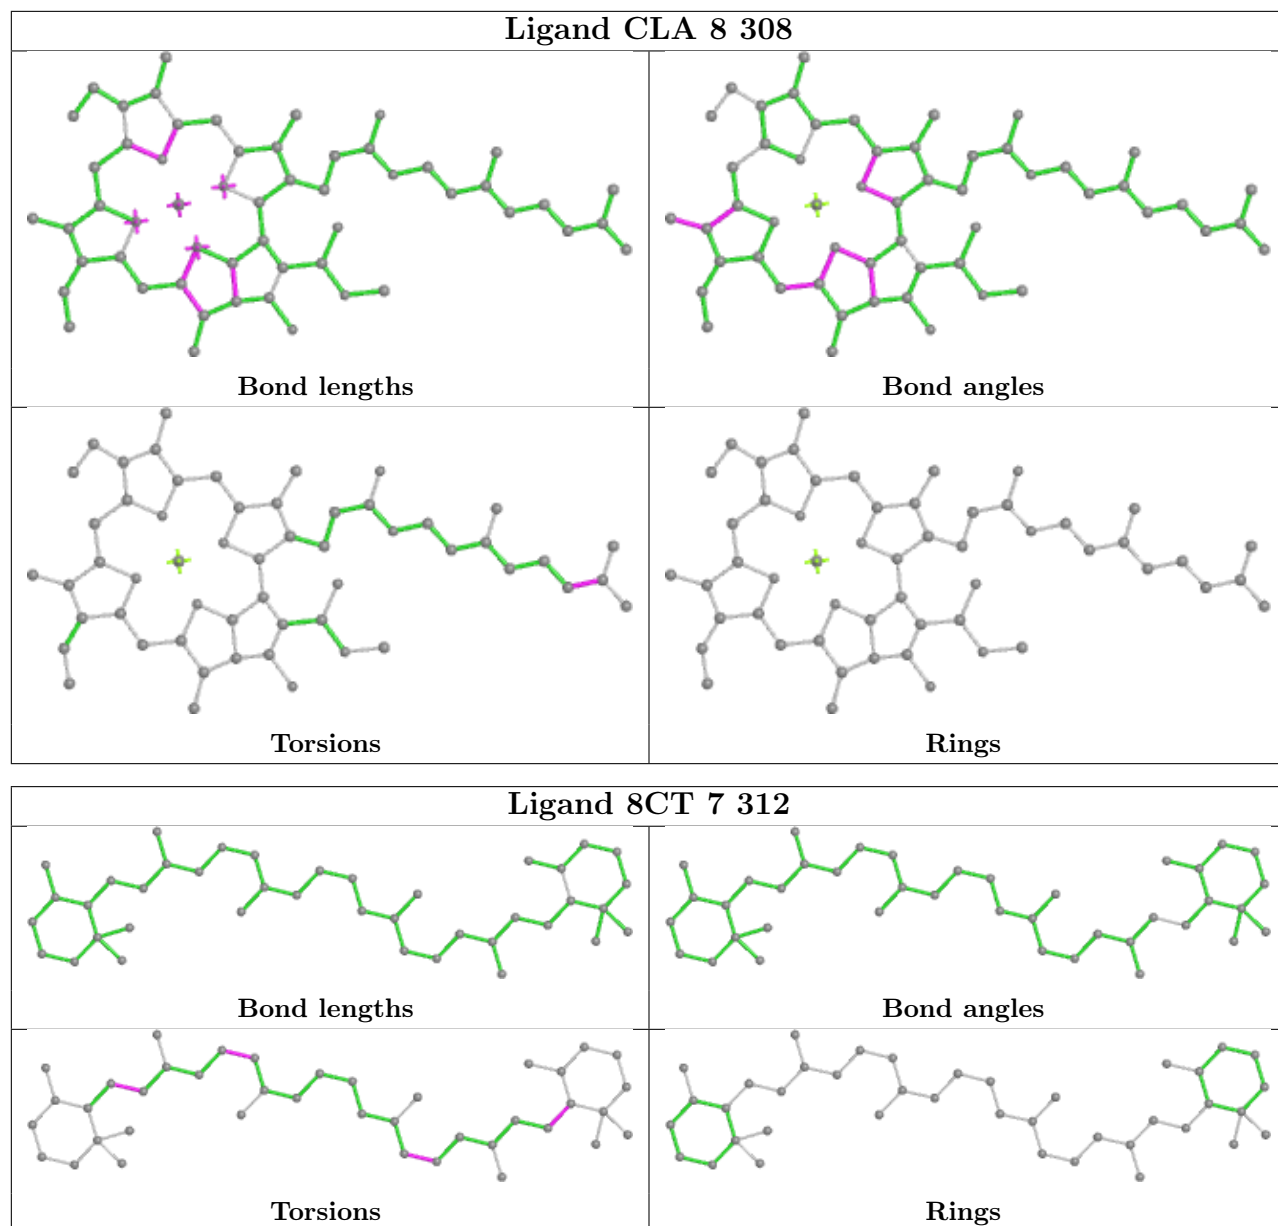 Ligand CLA 8 308
Bond lengths
Bond angles
Torsions
Rings
Ligand 8CT 7 312
Bond lengths
Bond angles
Torsions
Rings